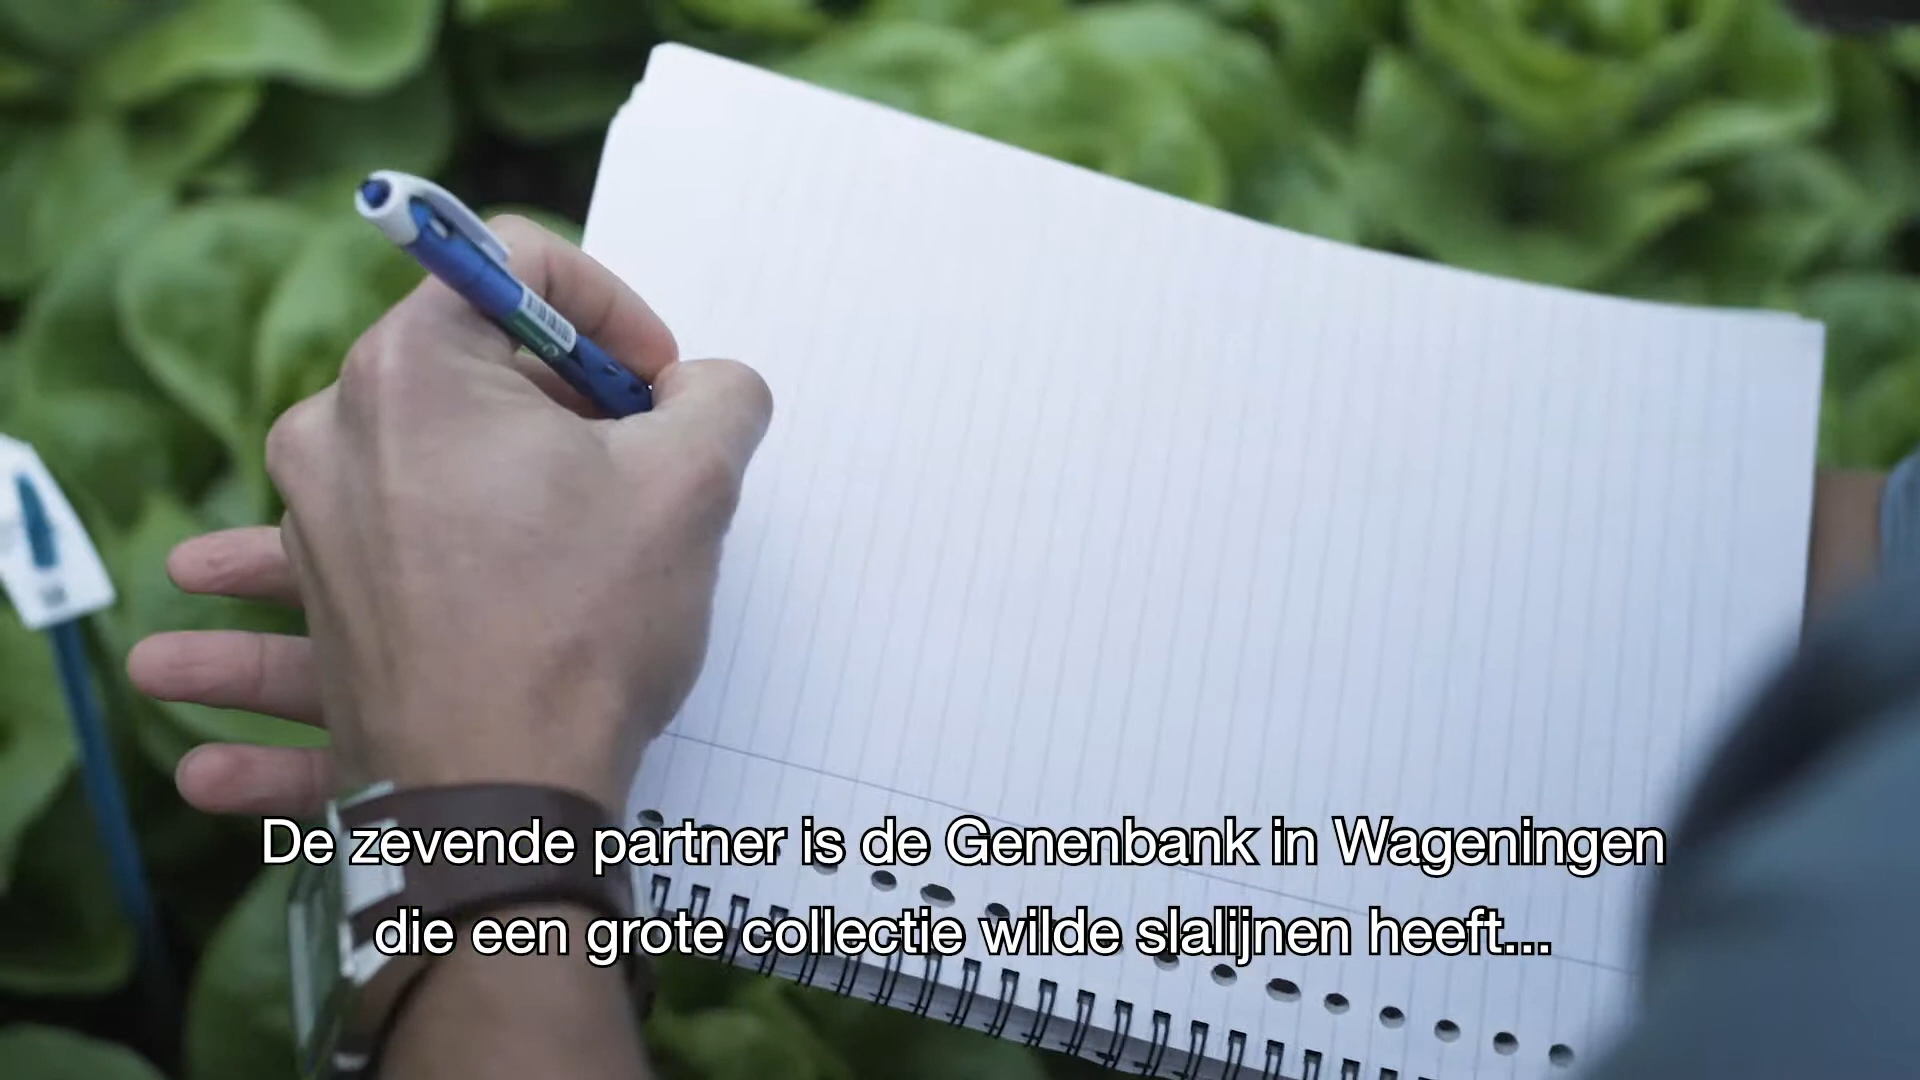 De zevende partner is de Genenbank in Wageningen
die een grote collectie wilde slalijnen heeft...